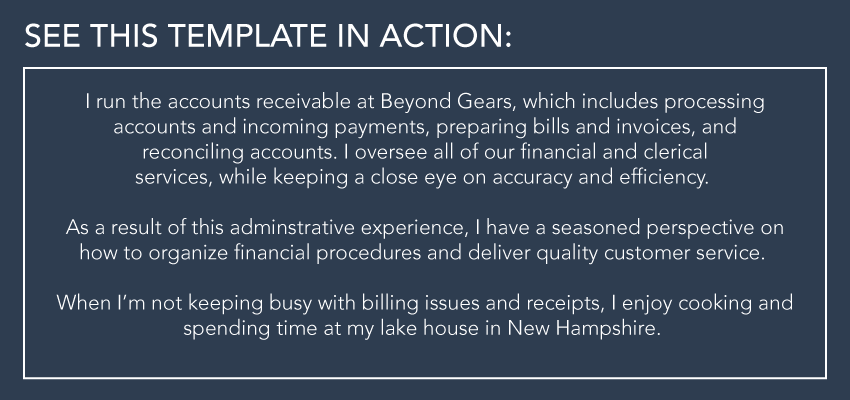 SEE THIS TEMPLATE IN ACTION:
I run the accounts receivable at Beyond Gears, which includes processing
accounts and incoming payments, preparing bills and invoices, and
reconciling accounts. I oversee all of our financial and clerical
services, while keeping a close eye on accuracy and efficiency.
As a result of this adminstrative experience, I have a seasoned perspective on
how to organize financial procedures and deliver quality customer service.
When I’m not keeping busy with billing issues and receipts, I enjoy cooking and
spending time at my lake house in New Hampshire.